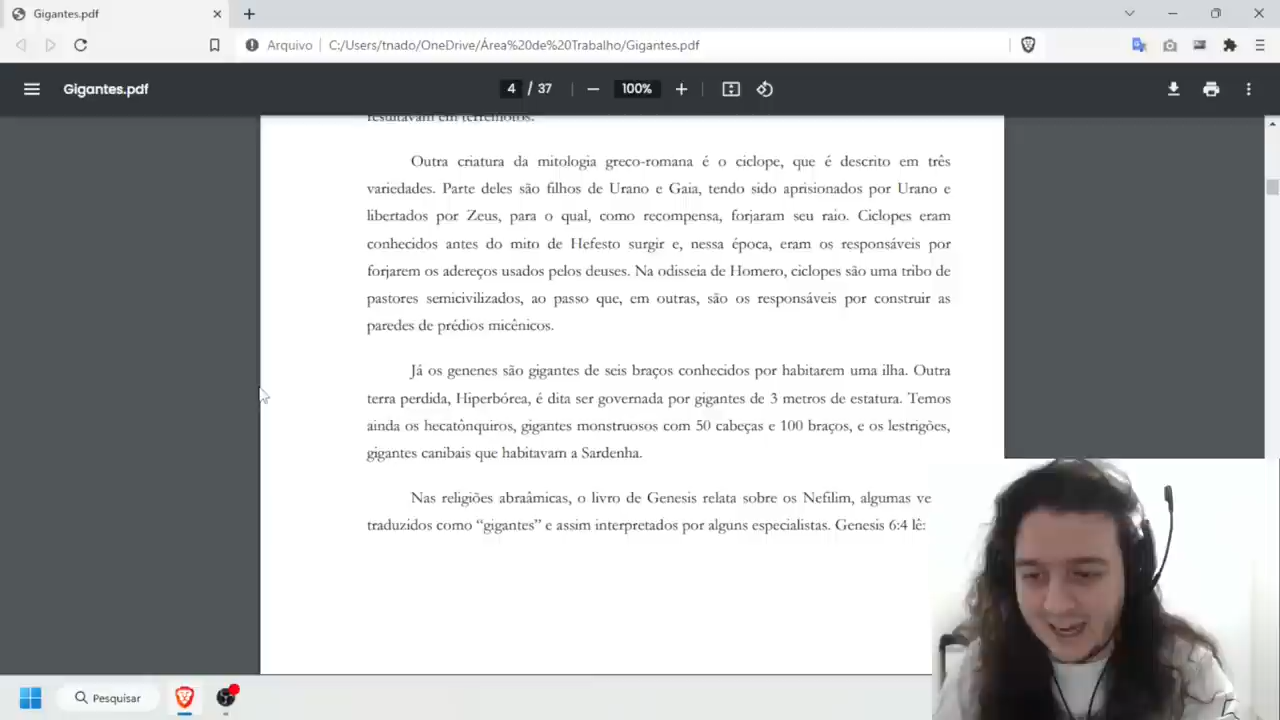 Gigantes.pdf
Arquivo C:/Users/tnado/OneDrive/Área%20de%20Trabalho/Gigantes.pdf
Gigantes.pdf 4 / 37 100%
resultavam em terremotos.
Outra criatura da mitologia greco-romana é o ciclope, que é descrito em três
variedades. Parte deles são filhos de Urano e Gaia, tendo sido aprisionados por Urano e
libertados por Zeus, para o qual, como recompensa, forjaram seu raio. Ciclopes eram
conhecidos antes do mito de Hefesto surgir e, nessa época, eram os responsáveis por
forjarem os adereços usados pelos deuses. Na odisseia de Homero, ciclopes são uma tribo de
pastores semicivilizados, ao passo que, em outras, são os responsáveis por construir as
paredes de prédios micênicos.
Já os genenes são gigantes de seis braços conhecidos por habitarem uma ilha. Outra
terra perdida, Hiperbórea, é dita ser governada por gigantes de 3 metros de estatura. Temos
ainda os hecatônquiros, gigantes monstruosos com 50 cabeças e 100 braços, e os lestrigões,
gigantes canibais que habitavam a Sardenha.
Nas religiões abraâmicas, o livro de Genesis relata sobre os Nefilim, algumas ve
traduzidos como “gigantes” e assim interpretados por alguns especialistas. Genesis 6:4 lê:
Pesquisar